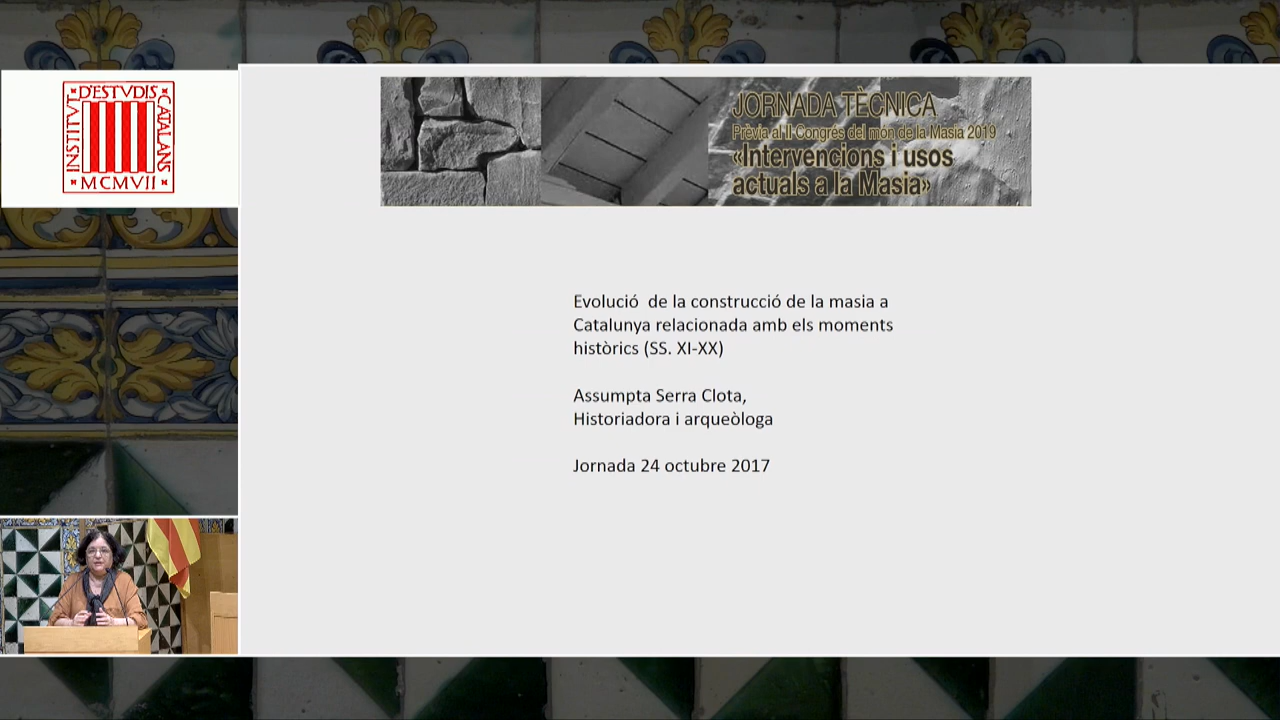 INSTITVT
D'ESTVDIS
CATALANS
MCMVII
JORNADA TÈCNICA
Prèvia al II Congrés del món de la Masia 2019
«Intervencions i usos
actuals a la Masia»
Evolució  de la construcció de la masia a
Catalunya relacionada amb els moments
històrics (SS. XI-XX)
Assumpta Serra Clota,
Historiadora i arqueòloga
Jornada 24 octubre 2017